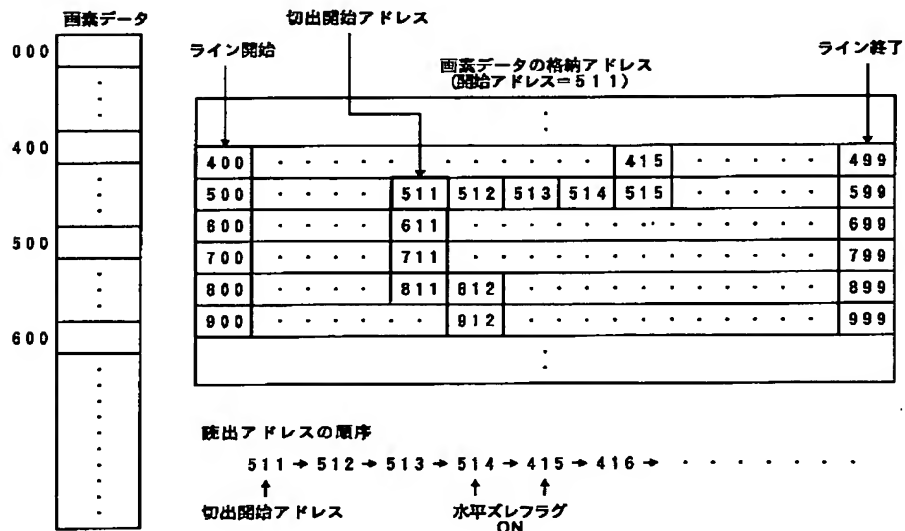 画素データ
000
400
500
600
切出開始アドレス
ライン開始
画素データの格納アドレス
(開始アドレス=511)
ライン終了
400 415 499
500 511 512 513 514 515 599
600 611 699
700 711 799
800 811 812 899
900 912 999
読出アドレスの順序
511→512→513→514→415→416→・・・・・・・
切出開始アドレス 水平ズレフラグ
ON